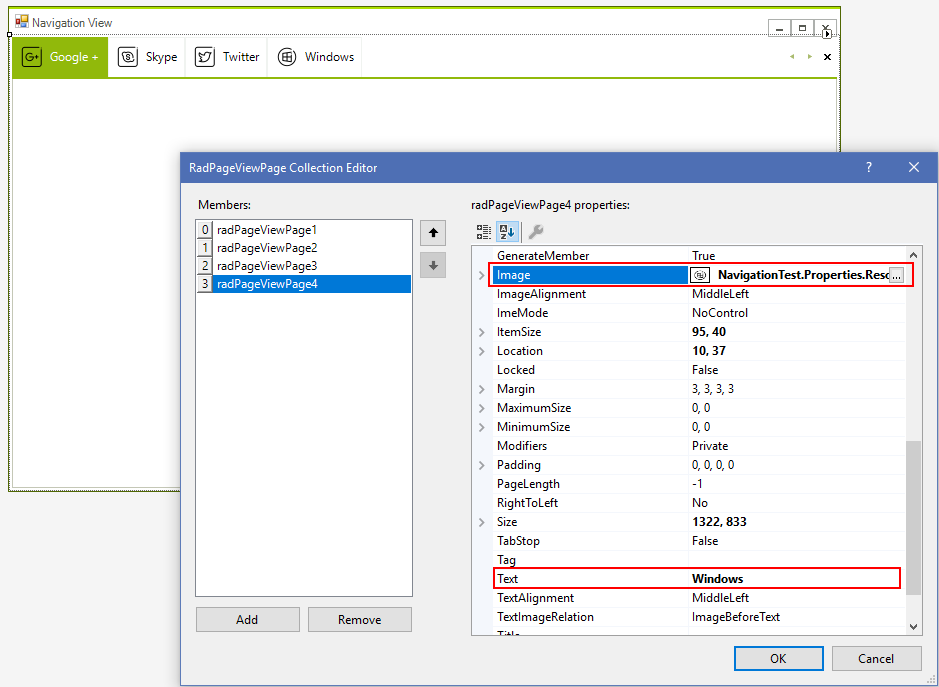 Navigation View
G+ Google +
Skype
Twitter
Windows
RadPageViewPage Collection Editor
?
Members:
0 radPageViewPage1
1 radPageViewPage2
2 radPageViewPage3
3 radPageViewPage4
Add
Remove
radPageViewPage4 properties:
GenerateMember True
Image NavigationTest.Properties.Resc ...
ImageAlignment MiddleLeft
ImeMode NoControl
ItemSize 95, 40
Location 10, 37
Locked False
Margin 3, 3, 3, 3
MaximumSize 0, 0
MinimumSize 0, 0
Modifiers Private
Padding 0, 0, 0, 0
PageLength -1
RightToLeft No
Size 1322, 833
TabStop False
Tag
Text Windows
TextAlignment MiddleLeft
TextImageRelation ImageBeforeText
Title
OK
Cancel